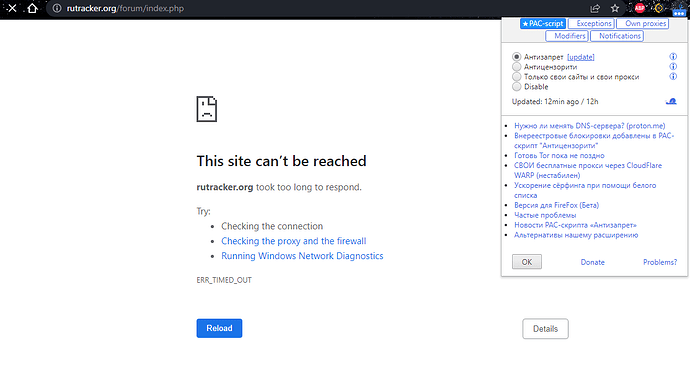 rutracker.org/forum/index.php
ABP
★PAC-script
Exceptions
Own proxies
Modifiers
Notifications
Антизапрет [update]
Антицензорити
Только свои сайты и свои прокси
Disable
Updated: 12min ago / 12h
Нужно ли менять DNS-сервера? (proton.me)
Внереестровые блокировки добавлены в PAC-
скрипт "Антицензорити"
Готовь Tor пока не поздно
СВОИ бесплатные прокси через CloudFlare
WARP (нестабилен)
Ускорение сёрфинга при помощи белого
списка
Версия для FireFox (Бета)
Частые проблемы
Новости PAC-скрипта «Антизапрет»
Альтернативы нашему расширению
OK
Donate
Problems?
This site can’t be reached
rutracker.org took too long to respond.
Try:
Checking the connection
Checking the proxy and the firewall
Running Windows Network Diagnostics
ERR_TIMED_OUT
Reload
Details